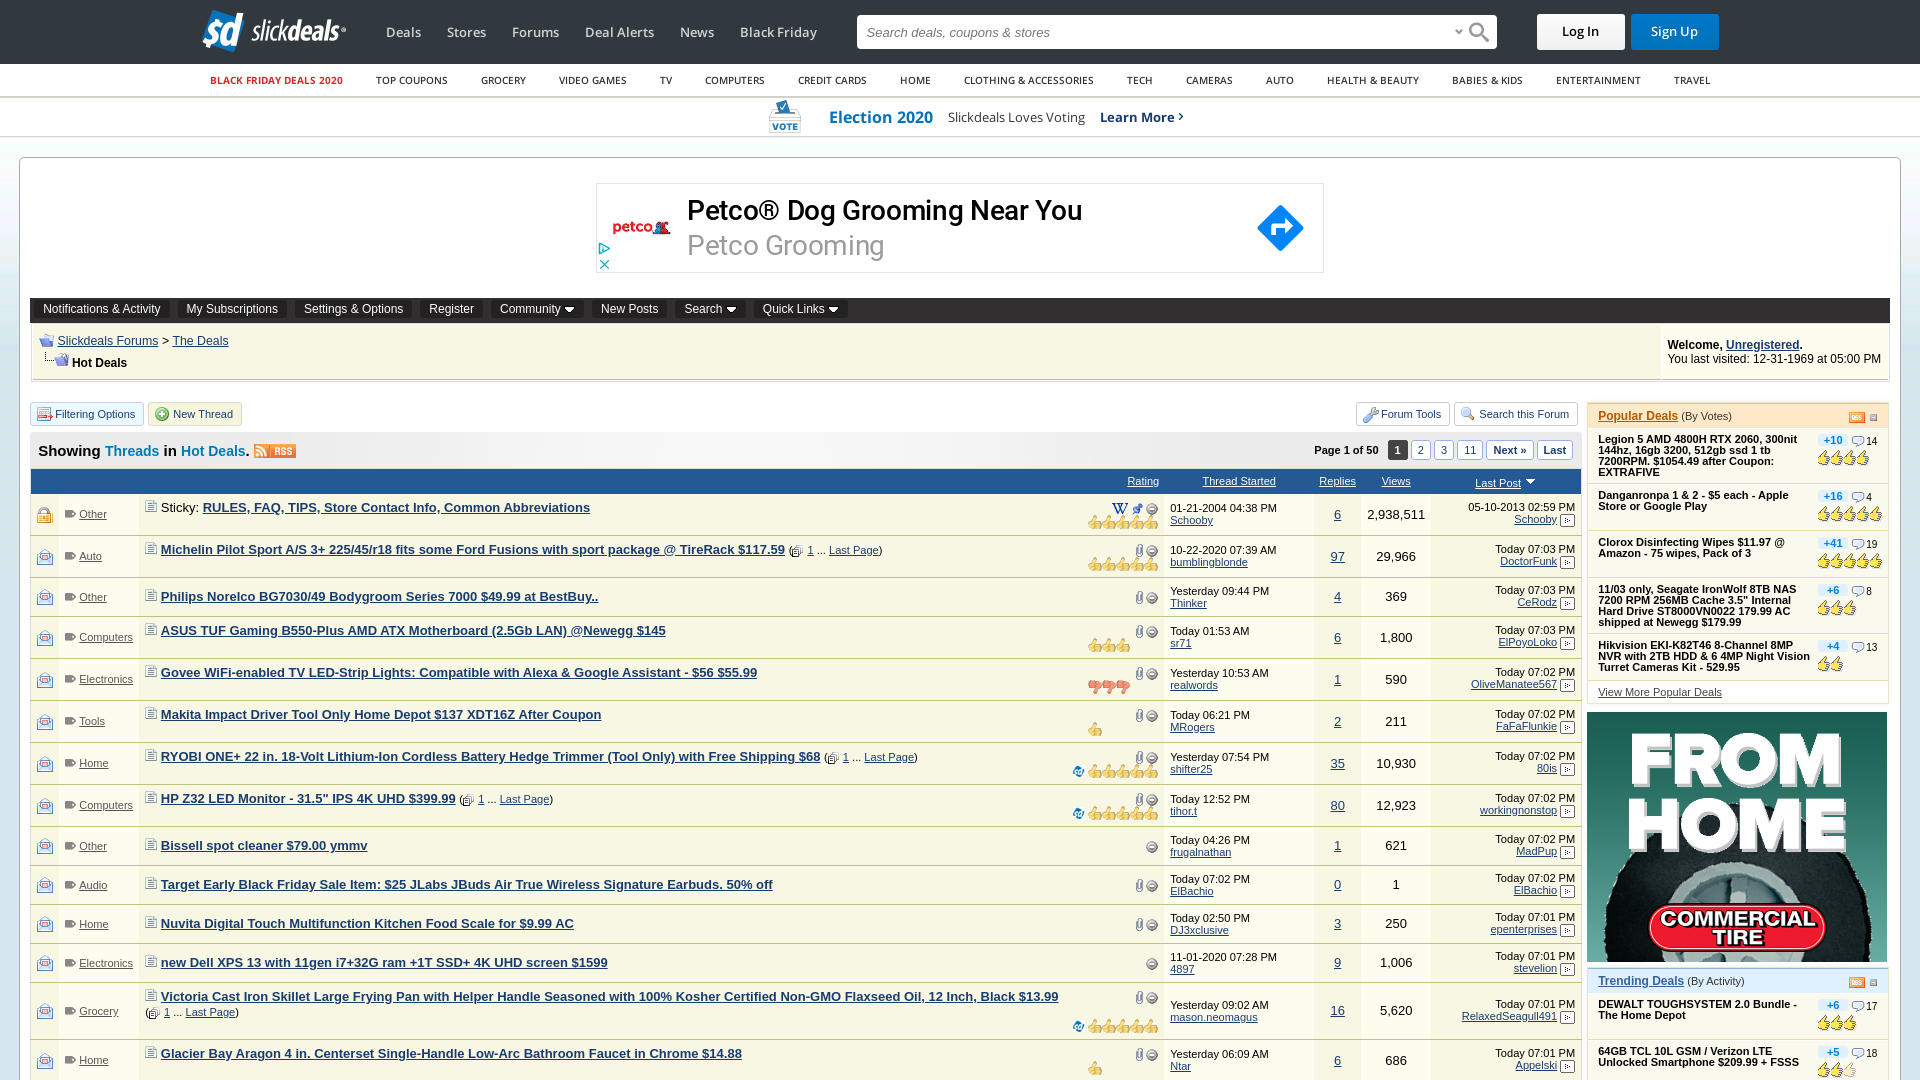 slickdeals
Deals Stores Forums Deal Alerts News Black Friday
Search deals, coupons & stores
Log In Sign Up
BLACK FRIDAY DEALS 2020 TOP COUPONS GROCERY VIDEO GAMES TV COMPUTERS CREDIT CARDS HOME CLOTHING & ACCESSORIES TECH CAMERAS AUTO HEALTH & BEAUTY BABIES & KIDS ENTERTAINMENT TRAVEL
VOTE Election 2020 Slickdeals Loves Voting Learn More
petco Petco® Dog Grooming Near You
Petco Grooming
Notifications & Activity My Subscriptions Settings & Options Register Community New Posts Search Quick Links
Slickdeals Forums > The Deals
Hot Deals
Welcome, Unregistered.
You last visited: 12-31-1969 at 05:00 PM
Filtering Options New Thread Forum Tools Search this Forum
Showing Threads in Hot Deals. RSS
Page 1 of 50 1 2 3 11 Next » Last
Rating Thread Started Replies Views Last Post
Other Sticky: RULES, FAQ, TIPS, Store Contact Info, Common Abbreviations 01-21-2004 04:38 PM Schooby 6 2,938,511 05-10-2013 02:59 PM Schooby
Auto Michelin Pilot Sport A/S 3+ 225/45/r18 fits some Ford Fusions with sport package @ TireRack $117.59 ( 1 ... Last Page) 10-22-2020 07:39 AM bumblingblonde 97 29,966 Today 07:03 PM DoctorFunk
Other Philips Norelco BG7030/49 Bodygroom Series 7000 $49.99 at BestBuy.. Yesterday 09:44 PM Thinker 4 369 Today 07:03 PM CeRodz
Computers ASUS TUF Gaming B550-Plus AMD ATX Motherboard (2.5Gb LAN) @Newegg $145 Today 01:53 AM sr71 6 1,800 Today 07:03 PM ElPoyoLoko
Electronics Govee WiFi-enabled TV LED-Strip Lights: Compatible with Alexa & Google Assistant - $56 $55.99 Yesterday 10:53 AM realwords 1 590 Today 07:02 PM OliveManatee567
Tools Makita Impact Driver Tool Only Home Depot $137 XDT16Z After Coupon Today 06:21 PM MRogers 2 211 Today 07:02 PM FaFaFlunkie
Home RYOBI ONE+ 22 in. 18-Volt Lithium-Ion Cordless Battery Hedge Trimmer (Tool Only) with Free Shipping $68 ( 1 ... Last Page) Yesterday 07:54 PM shifter25 35 10,930 Today 07:02 PM 80is
Computers HP Z32 LED Monitor - 31.5" IPS 4K UHD $399.99 ( 1 ... Last Page) Today 12:52 PM tihor.t 80 12,923 Today 07:02 PM workingnonstop
Other Bissell spot cleaner $79.00 ymmv Today 04:26 PM frugalnathan 1 621 Today 07:02 PM MadPup
Audio Target Early Black Friday Sale Item: $25 JLabs JBuds Air True Wireless Signature Earbuds. 50% off Today 07:02 PM ElBachio 0 1 Today 07:02 PM ElBachio
Home Nuvita Digital Touch Multifunction Kitchen Food Scale for $9.99 AC Today 02:50 PM DJ3xclusive 3 250 Today 07:01 PM epenterprises
Electronics new Dell XPS 13 with 11gen i7+32G ram +1T SSD+ 4K UHD screen $1599 11-01-2020 07:28 PM 4897 9 1,006 Today 07:01 PM stevelion
Grocery Victoria Cast Iron Skillet Large Frying Pan with Helper Handle Seasoned with 100% Kosher Certified Non-GMO Flaxseed Oil, 12 Inch, Black $13.99
( 1 ... Last Page) Yesterday 09:02 AM mason.neomagus 16 5,620 Today 07:01 PM RelaxedSeagull491
Home Glacier Bay Aragon 4 in. Centerset Single-Handle Low-Arc Bathroom Faucet in Chrome $14.88 Yesterday 06:09 AM Ntar 6 686 Today 07:01 PM Appelski
Popular Deals (By Votes) RSS
Legion 5 AMD 4800H RTX 2060, 300nit +10 14
144hz, 16gb 3200, 512gb ssd 1 tb
7200RPM. $1054.49 after Coupon:
EXTRAFIVE
Danganronpa 1 & 2 - $5 each - Apple +16 4
Store or Google Play
Clorox Disinfecting Wipes $11.97 @ +41 19
Amazon - 75 wipes, Pack of 3
11/03 only, Seagate IronWolf 8TB NAS +6 8
7200 RPM 256MB Cache 3.5" Internal
Hard Drive ST8000VN0022 179.99 AC
shipped at Newegg $179.99
Hikvision EKI-K82T46 8-Channel 8MP +4 13
NVR with 2TB HDD & 6 4MP Night Vision
Turret Cameras Kit - 529.95
View More Popular Deals
FROM
HOME
COMMERCIAL
TIRE
Trending Deals (By Activity) RSS
DEWALT TOUGHSYSTEM 2.0 Bundle - +6 17
The Home Depot
64GB TCL 10L GSM / Verizon LTE +5 18
Unlocked Smartphone $209.99 + FSSS